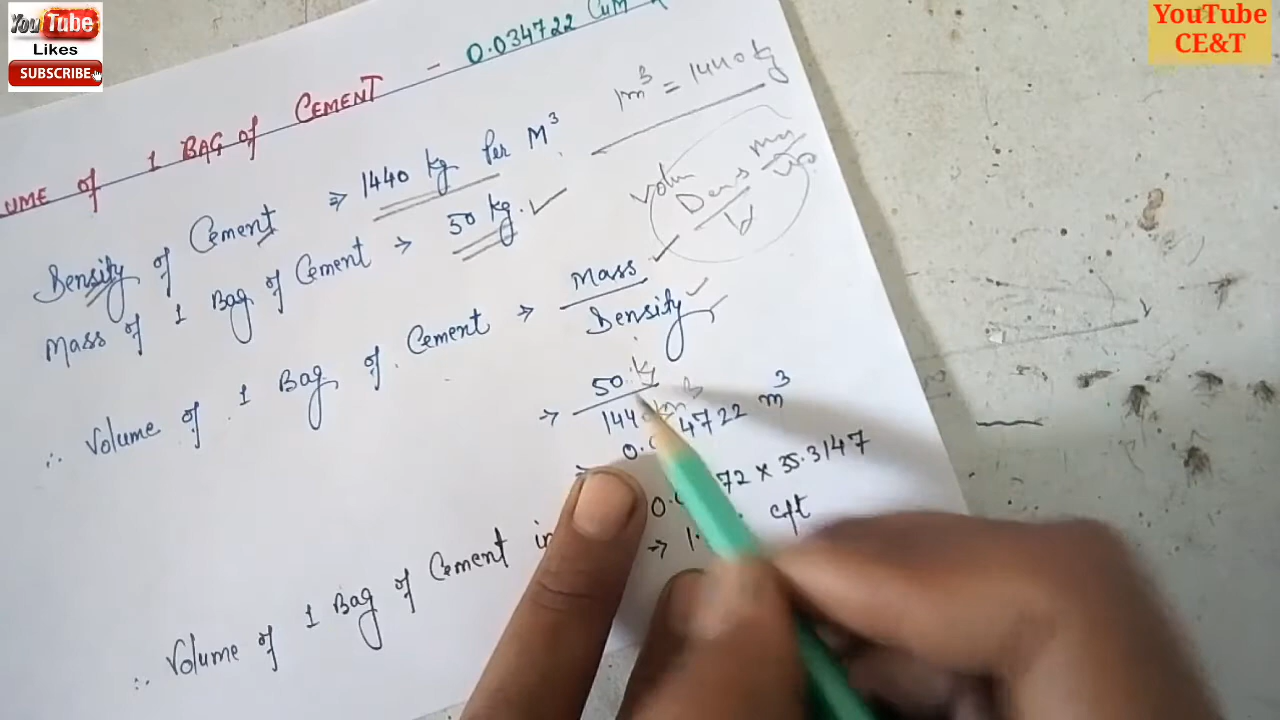 YouTube
Likes
SUBSCRIBE
YouTube
CE&T
UME of 1 BAG of CEMENT - 0.034722 CuM
1m³ = 1440 kg
Density of Cement ⇒ 1440 kg Per M³
Mass of 1 Bag of Cement ⇒ 50 kg.
∴ Volume of 1 Bag of Cement ⇒ Mass
Density
⇒ 50 kg
144
4722 m³
72 x 35.3147
∴ Volume of 1 Bag of Cement in
⇒ 1. cft